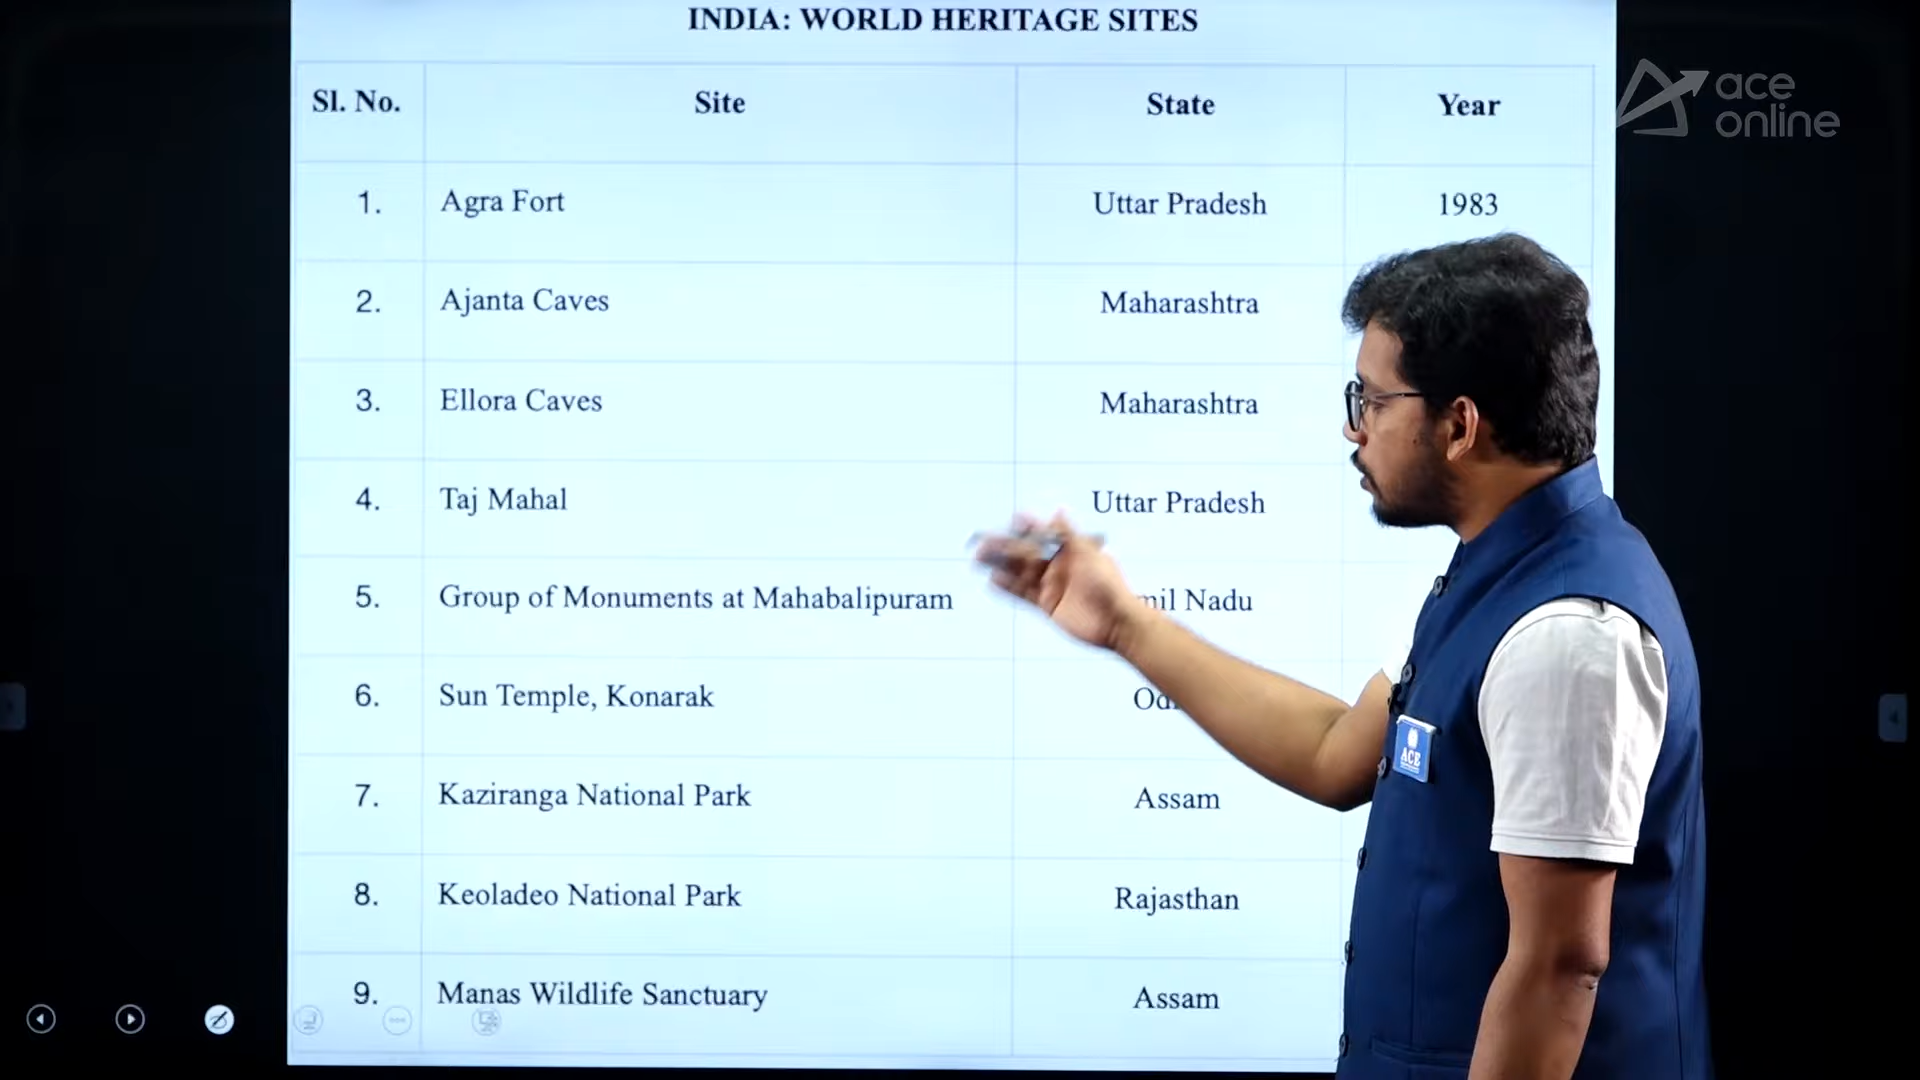 INDIA: WORLD HERITAGE SITES
Sl. No. Site State Year
1. Agra Fort Uttar Pradesh 1983
2. Ajanta Caves Maharashtra
3. Ellora Caves Maharashtra
4. Taj Mahal Uttar Pradesh
5. Group of Monuments at Mahabalipuram Nadu
6. Sun Temple, Konarak
7. Kaziranga National Park Assam
8. Keoladeo National Park Rajasthan
9. Manas Wildlife Sanctuary Assam
ace
online
ACE